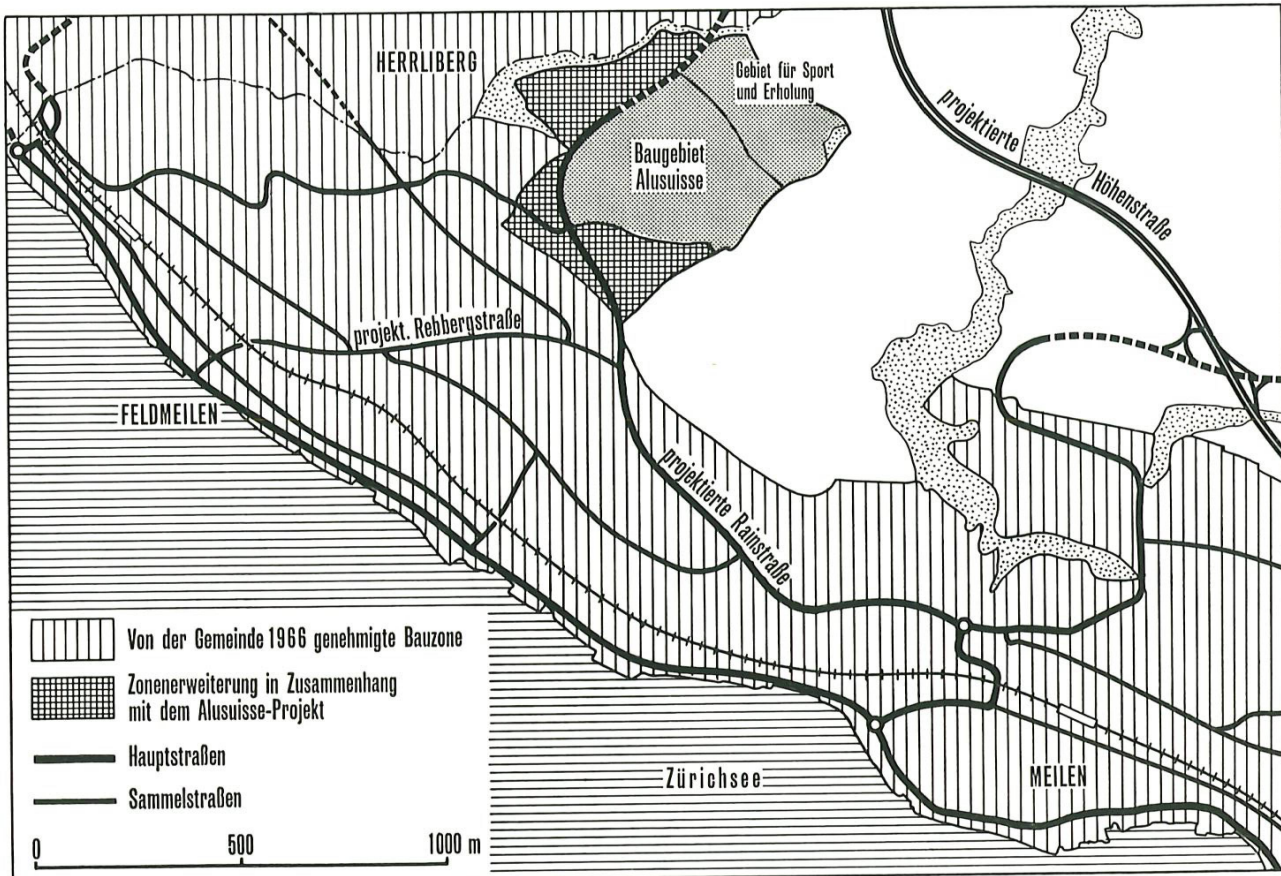 HERRLIBERG
Gebiet für Sport
und Erholung
projektierte
Höhenstraße
Baugebiet
Alusuisse
projekt. Rebbergstraße
FELDMEILEN
projektierte Rainstraße
Von der Gemeinde 1966 genehmigte Bauzone
Zonenerweiterung in Zusammenhang
mit dem Alusuisse-Projekt
Hauptstraßen
Sammelstraßen
Zürichsee
MEILEN
0 500 1000 m